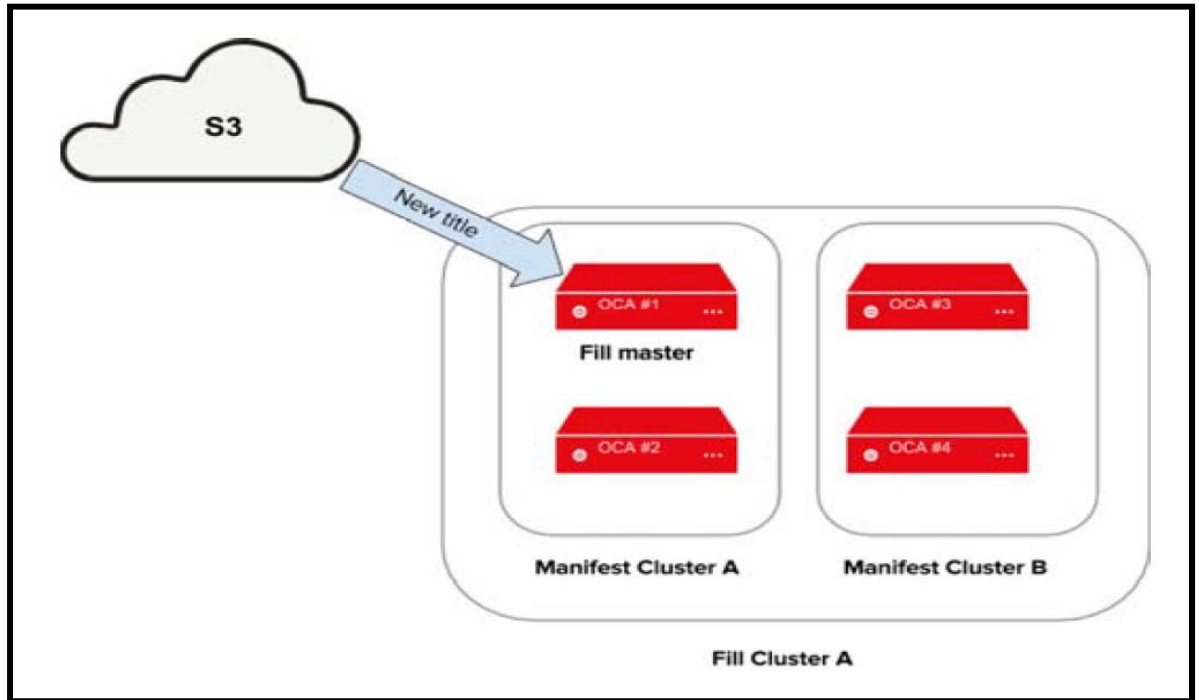 S3
New title
OCA #1
Fill master
OCA #2
OCA #3
OCA #4
Manifest Cluster A
Manifest Cluster B
Fill Cluster A